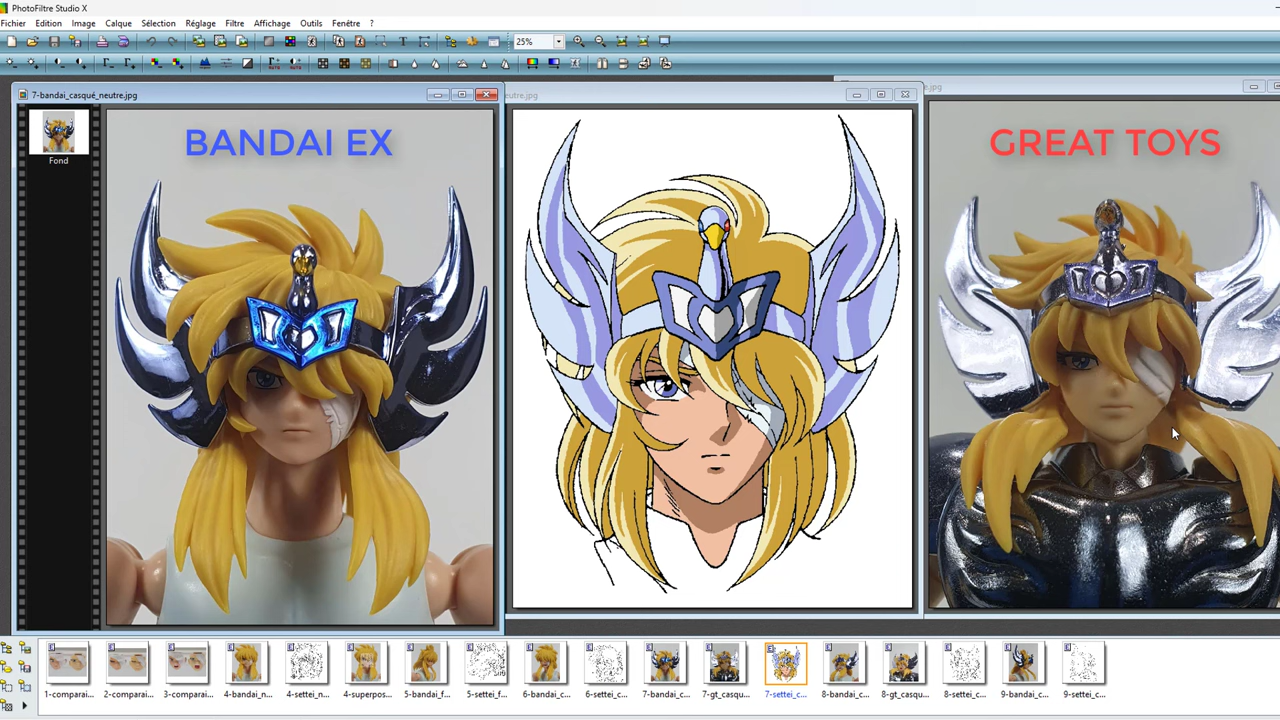 PhotoFiltre Studio X
Fichier Edition Image Calque Sélection Réglage Filtre Affichage Outils Fenêtre ?
25%
7-bandai_casqué_neutre.jpg
eutre.jpg
e.jpg
Fond
BANDAI EX
GREAT TOYS
1-comparai...
2-comparai...
3-comparai...
4-bandai_n...
4-settei_n...
4-superpos...
5-bandai_f...
5-settei_f...
6-bandai_c...
6-settei_c...
7-bandai_c...
7-gt_casqu...
7-settei_c...
8-bandai_c...
8-gt_casqu...
8-settei_c...
9-bandai_c...
9-settei_c...